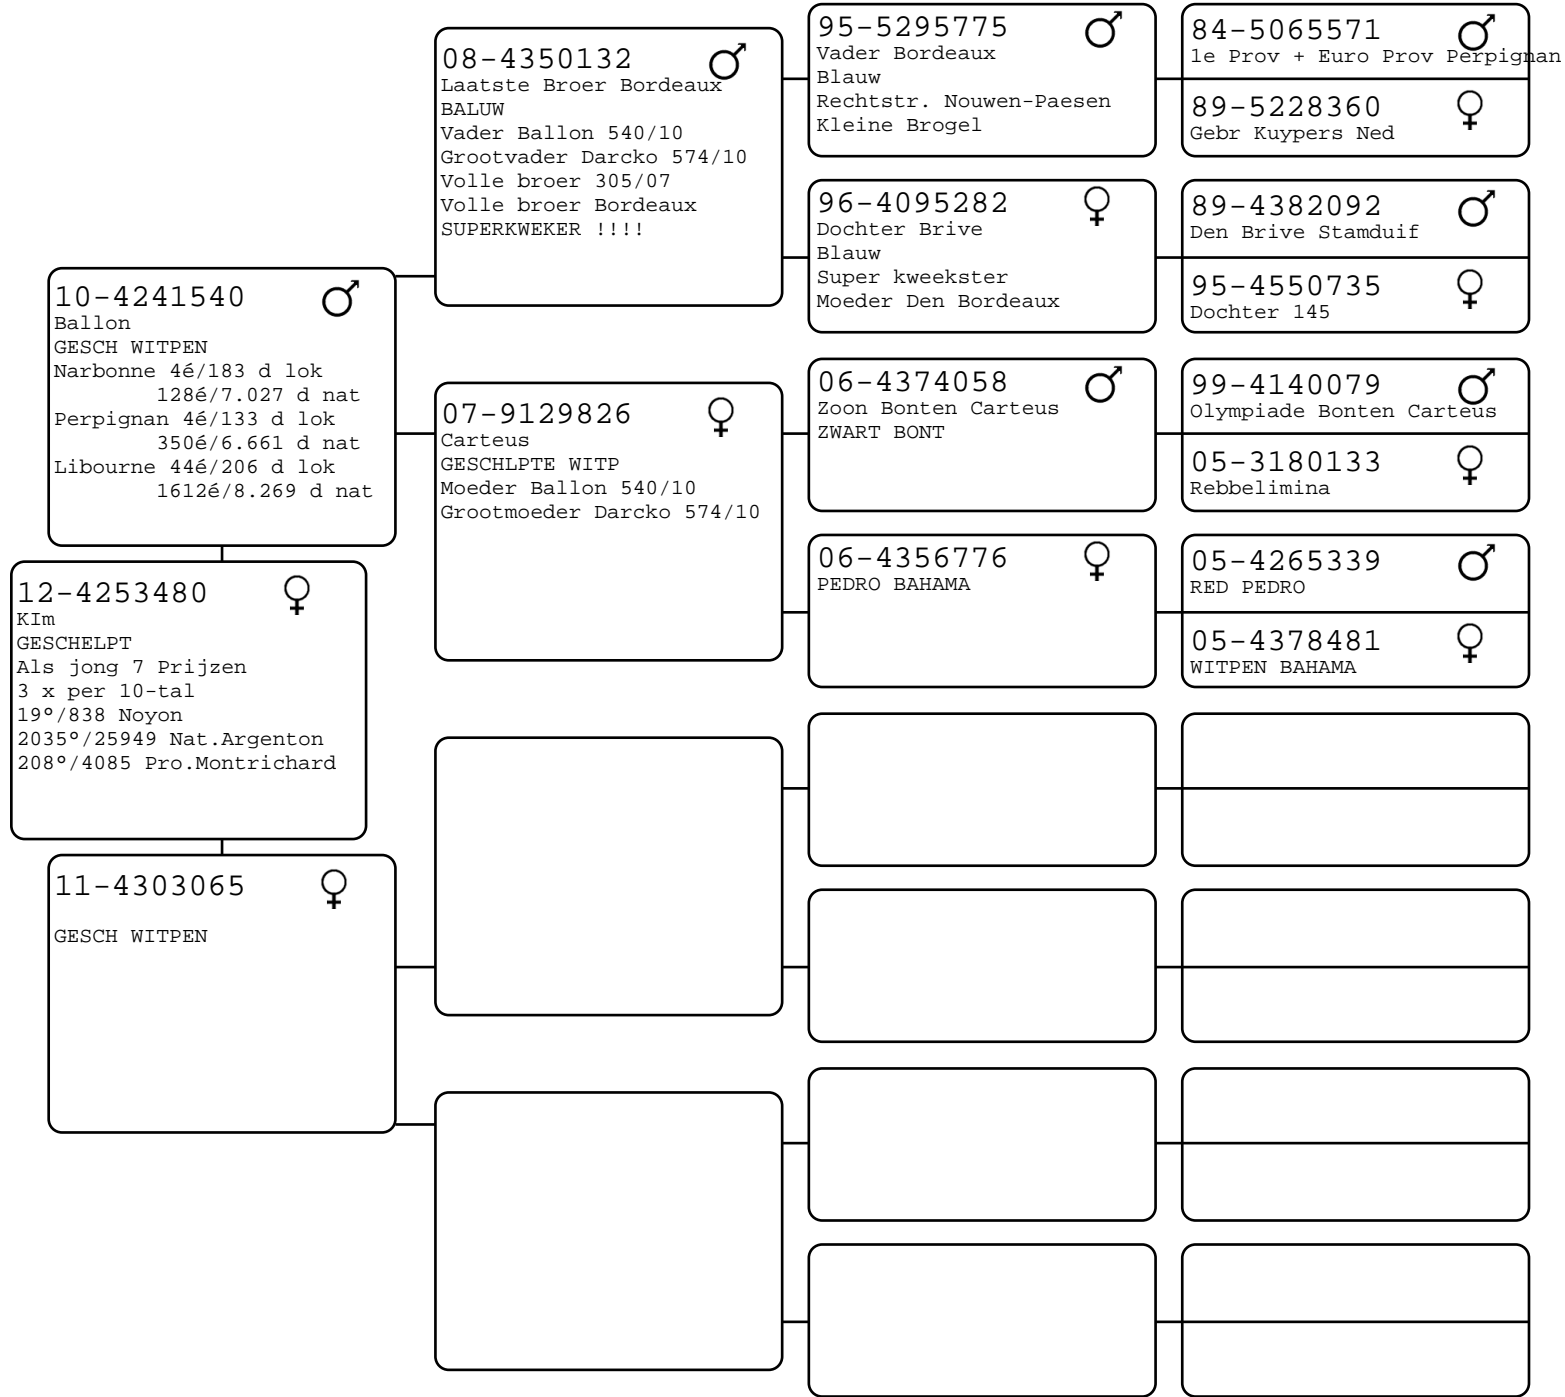 12-4253480
KIm
GESCHELPT
Als jong 7 Prijzen
3 x per 10-tal
19°/838 Noyon
2035°/25949 Nat.Argenton
208°/4085 Pro.Montrichard
10-4241540
Ballon
GESCH WITPEN
Narbonne 4é/183 d lok
128é/7.027 d nat
Perpignan 4é/133 d lok
350é/6.661 d nat
Libourne 44é/206 d lok
1612é/8.269 d nat
11-4303065
GESCH WITPEN
08-4350132
Laatste Broer Bordeaux
BALUW
Vader Ballon 540/10
Grootvader Darcko 574/10
Volle broer 305/07
Volle broer Bordeaux
SUPERKWEKER !!!!
07-9129826
Carteus
GESCHLPTE WITP
Moeder Ballon 540/10
Grootmoeder Darcko 574/10
95-5295775
Vader Bordeaux
Blauw
Rechtstr. Nouwen-Paesen
Kleine Brogel
96-4095282
Dochter Brive
Blauw
Super kweekster
Moeder Den Bordeaux
06-4374058
Zoon Bonten Carteus
ZWART BONT
06-4356776
PEDRO BAHAMA
84-5065571
1e Prov + Euro Prov Perpignan
89-5228360
Gebr Kuypers Ned
89-4382092
Den Brive Stamduif
95-4550735
Dochter 145
99-4140079
Olympiade Bonten Carteus
05-3180133
Rebbelimina
05-4265339
RED PEDRO
05-4378481
WITPEN BAHAMA